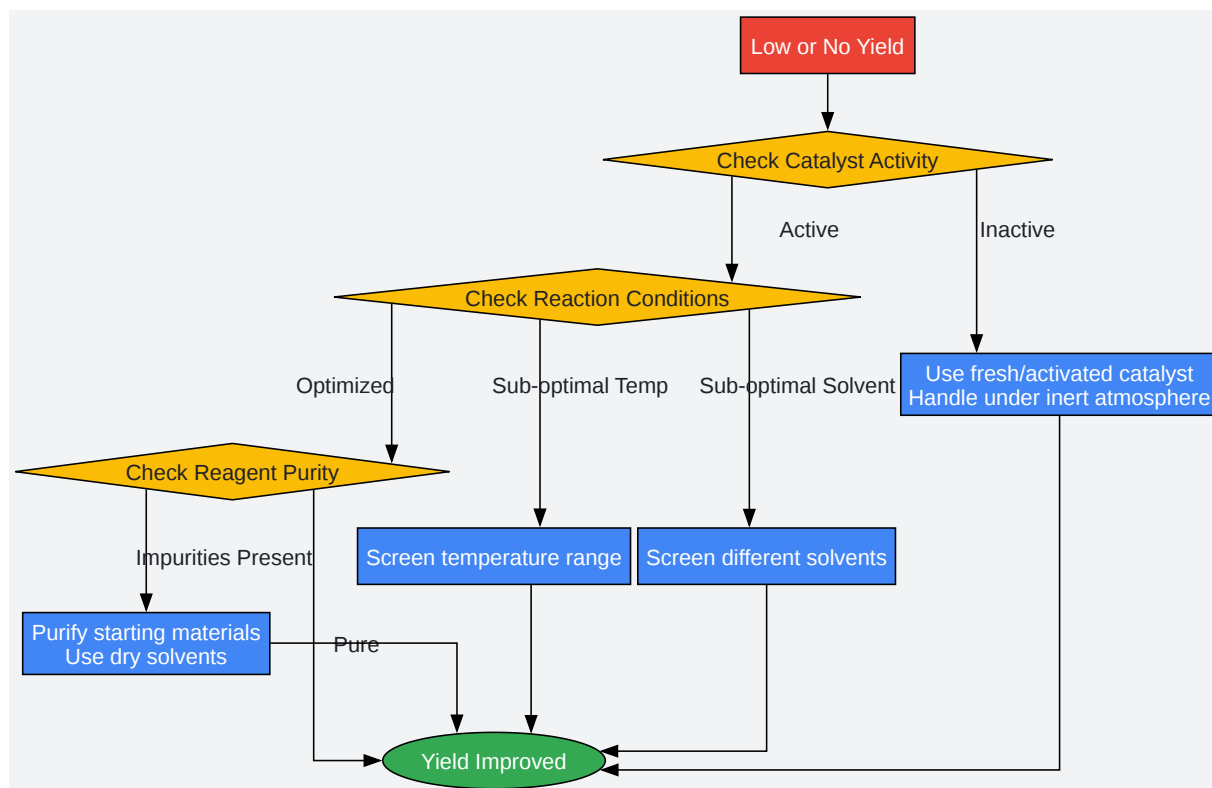 Low or No Yield
Check Catalyst Activity
Active
Inactive
Check Reaction Conditions
Optimized
Sub-optimal Temp
Sub-optimal Solvent
Use fresh/activated catalyst
Handle under inert atmosphere
Check Reagent Purity
Impurities Present
Screen temperature range
Screen different solvents
Purify starting materials
Use dry solvents
Pure
Yield Improved